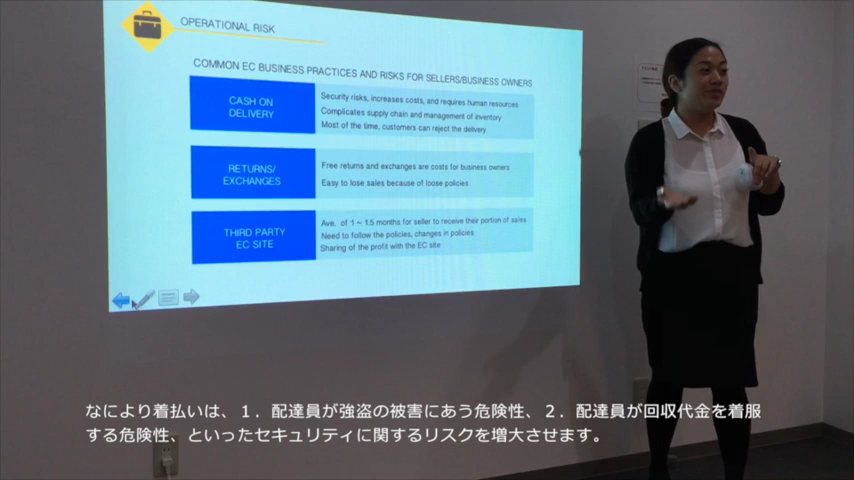 OPERATIONAL RISK
COMMON EC BUSINESS PRACTICES AND RISKS FOR SELLERS/BUSINESS OWNERS
CASH ON
DELIVERY
Security risks, increases costs, and requires human resources
Complicates supply chain and management of inventory
Most of the time, customers can reject the delivery
RETURNS/
EXCHANGES
Free returns and exchanges are costs for business owners
Easy to lose sales because of loose policies
THIRD PARTY
EC SITE
Ave. of 1 ~ 1.5 months for seller to receive their portion of sales
Need to follow the policies, changes in policies
Sharing of the profit with the EC site
なにより着払いは、１．配達員が強盗の被害にあう危険性、２．配達員が回収代金を着服
する危険性、といったセキュリティに関するリスクを増大させます。